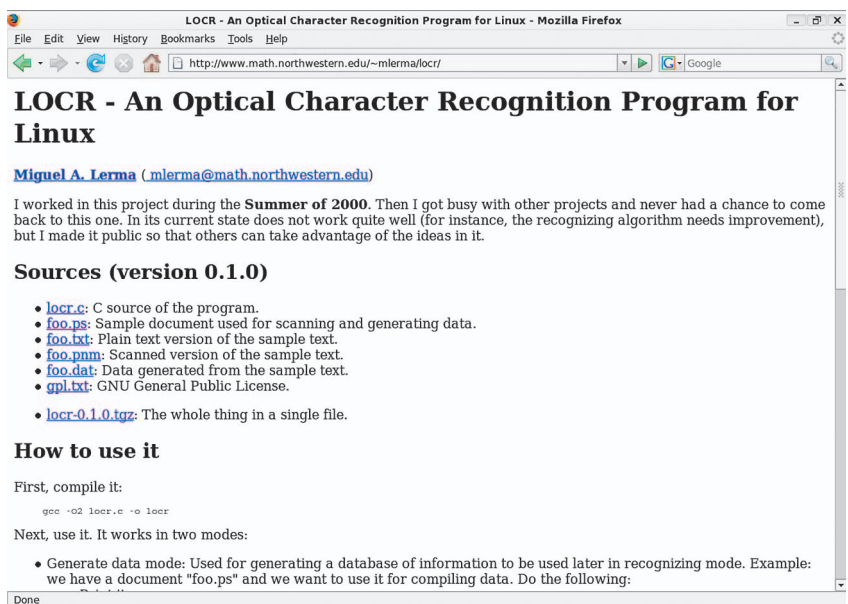 LOCR - An Optical Character Recognition Program for Linux - Mozilla Firefox
File Edit View History Bookmarks Tools Help
http://www.math.northwestern.edu/~mlerma/locr/
Google
LOCR - An Optical Character Recognition Program for
Linux
Miguel A. Lerma ( mlerma@math.northwestern.edu)
I worked in this project during the Summer of 2000. Then I got busy with other projects and never had a chance to come
back to this one. In its current state does not work quite well (for instance, the recognizing algorithm needs improvement),
but I made it public so that others can take advantage of the ideas in it.
Sources (version 0.1.0)
• locr.c: C source of the program.
• foo.ps: Sample document used for scanning and generating data.
• foo.txt: Plain text version of the sample text.
• foo.pnm: Scanned version of the sample text.
• foo.dat: Data generated from the sample text.
• gpl.txt: GNU General Public License.
• locr-0.1.0.tgz: The whole thing in a single file.
How to use it
First, compile it:
gcc -O2 locr.c -o locr
Next, use it. It works in two modes:
• Generate data mode: Used for generating a database of information to be used later in recognizing mode. Example:
we have a document "foo.ps" and we want to use it for compiling data. Do the following:
Done